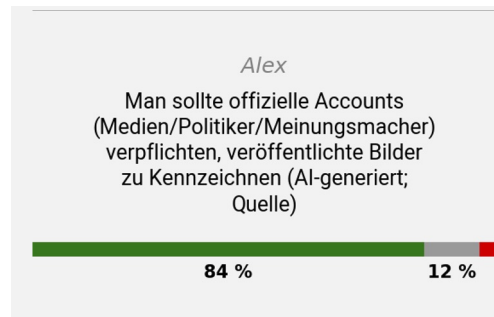 Alex
Man sollte offizielle Accounts
(Medien/Politiker/Meinungsmacher)
verpflichten, veröffentlichte Bilder
zu Kennzeichnen (AI-generiert;
Quelle)
84 % 12 %